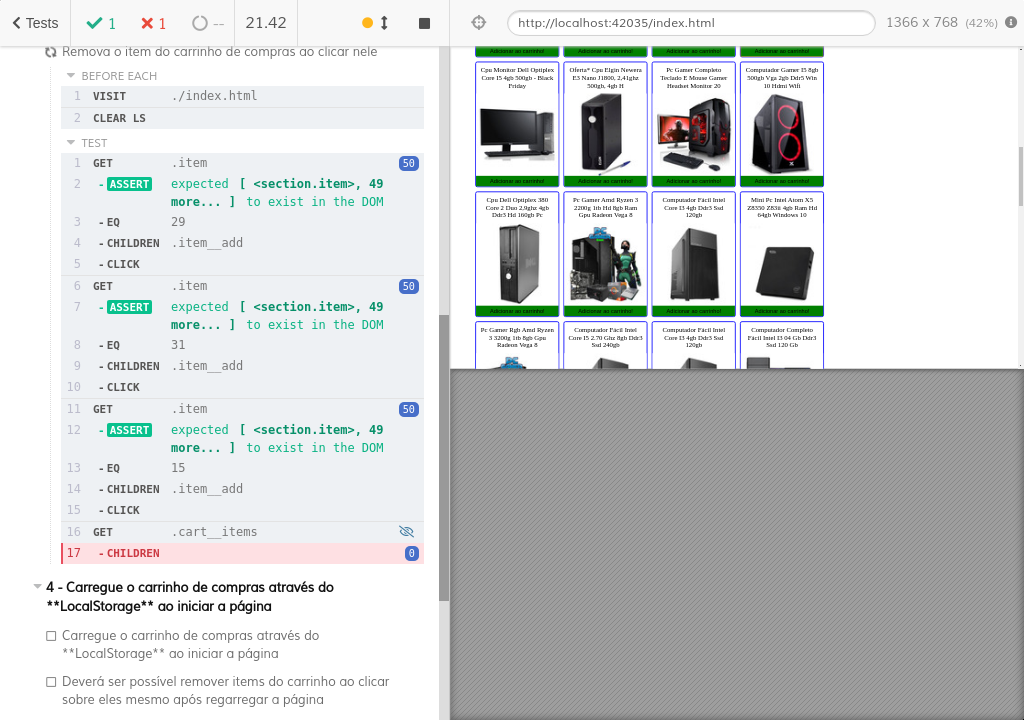 Tests
1
1
--
21.42
http://localhost:42035/index.html
1366 x 768 (42%)
Remova o item do carrinho de compras ao clicar nele
BEFORE EACH
1 VISIT ./index.html
2 CLEAR LS
TEST
1 GET .item 50
2 - ASSERT expected [ <section.item>, 49
more... ] to exist in the DOM
3 - EQ 29
4 - CHILDREN .item__add
5 - CLICK
6 GET .item 50
7 - ASSERT expected [ <section.item>, 49
more... ] to exist in the DOM
8 - EQ 31
9 - CHILDREN .item__add
10 - CLICK
11 GET .item 50
12 - ASSERT expected [ <section.item>, 49
more... ] to exist in the DOM
13 - EQ 15
14 - CHILDREN .item__add
15 - CLICK
16 GET .cart__items
17 - CHILDREN 0
4 - Carregue o carrinho de compras através do
**LocalStorage** ao iniciar a página
Carregue o carrinho de compras através do
**LocalStorage** ao iniciar a página
Deverá ser possível remover items do carrinho ao clicar
sobre eles mesmo após regarregar a página
Adicionar ao carrinho!
Adicionar ao carrinho!
Adicionar ao carrinho!
Adicionar ao carrinho!
Cpu Monitor Dell Optiplex
Core I5 4gb 500gb - Black
Friday
Adicionar ao carrinho!
Oferta* Cpu Elgin Newera
E3 Nano J1800, 2.41ghz
500gb, 4gb H
Adicionar ao carrinho!
Pc Gamer Completo
Teclado E Mouse Gamer
Headset Monitor 20
Adicionar ao carrinho!
Computador Gamer I3 8gb
500gb Vga 2gb Ddr5 Win
10 Hdmi Wifi
Adicionar ao carrinho!
Cpu Dell Optiplex 380
Core 2 Duo 2,9ghz 4gb
Ddr3 Hd 160gb Pc
Adicionar ao carrinho!
Pc Gamer Amd Ryzen 3
2200g 1tb Hd 8gb Ram
Gpu Radeon Vega 8
Adicionar ao carrinho!
Computador Fácil Intel
Core I3 4gb Ddr3 Ssd
120gb
Adicionar ao carrinho!
Mini Pc Intel Atom X5
Z8350 Z83ii 4gb Ram Hd
64gb Windows 10
Adicionar ao carrinho!
Pc Gamer Rgb Amd Ryzen
3 3200g 1tb 8gb Gpu
Radeon Vega 8
Computador Fácil Intel
Core I5 2.70 Ghz 8gb Ddr3
Ssd 240gb
Computador Fácil Intel
Core I3 4gb Ddr3 Ssd
120gb
Computador Completo
Fácil Intel I3 04 Gb Ddr3
Ssd 120 Gb